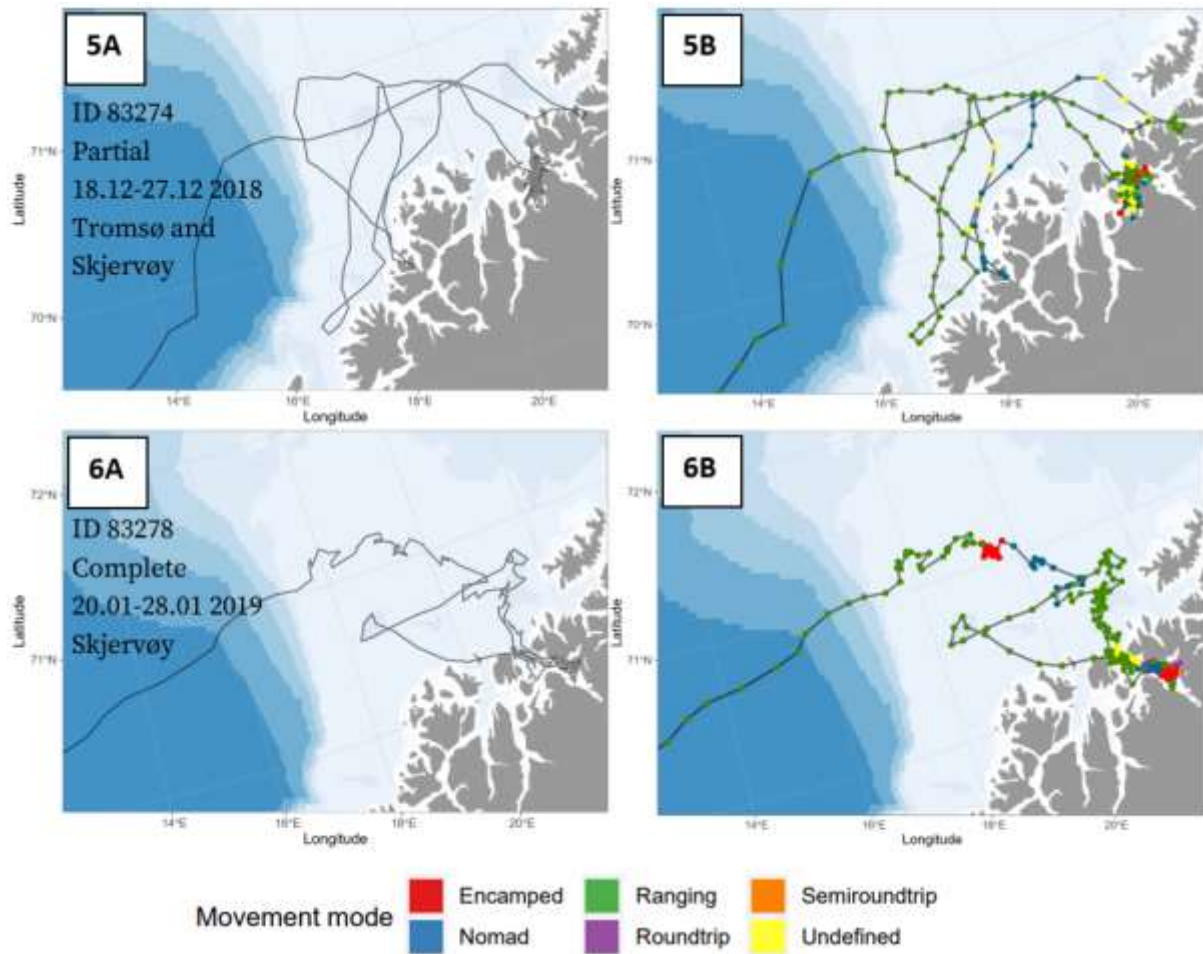 5A
ID 83274
Partial
18.12-27.12 2018
Tromsø and
Skjervøy
71°N
70°N
Latitude
14°E
16°E
18°E
20°E
Longitude
5B
71°N
70°N
Latitude
14°E
16°E
18°E
20°E
Longitude
6A
ID 83278
Complete
20.01-28.01 2019
Skjervøy
72°N
71°N
Latitude
14°E
16°E
18°E
20°E
Longitude
6B
72°N
71°N
Latitude
14°E
16°E
18°E
20°E
Longitude
Movement mode
Encamped
Ranging
Semiroundtrip
Nomad
Roundtrip
Undefined